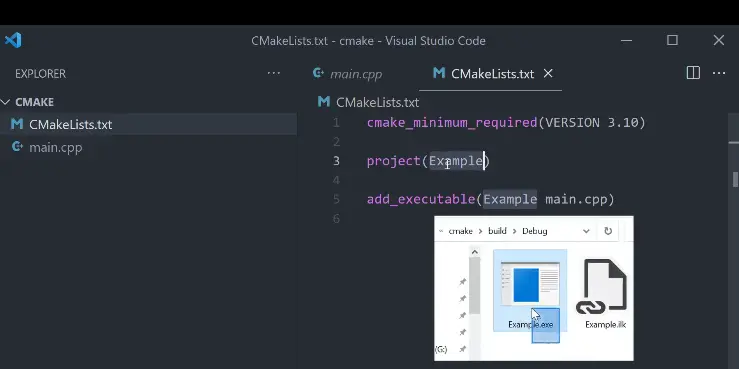 CMakeLists.txt - cmake - Visual Studio Code
EXPLORER
main.cpp
CMakeLists.txt
CMAKE
CMakeLists.txt
main.cpp
CMakeLists.txt
1 cmake_minimum_required(VERSION 3.10)
2
3 project(Example)
4
5 add_executable(Example main.cpp)
6
cmake > build > Debug
Example.exe
Example.ilk
(G:)